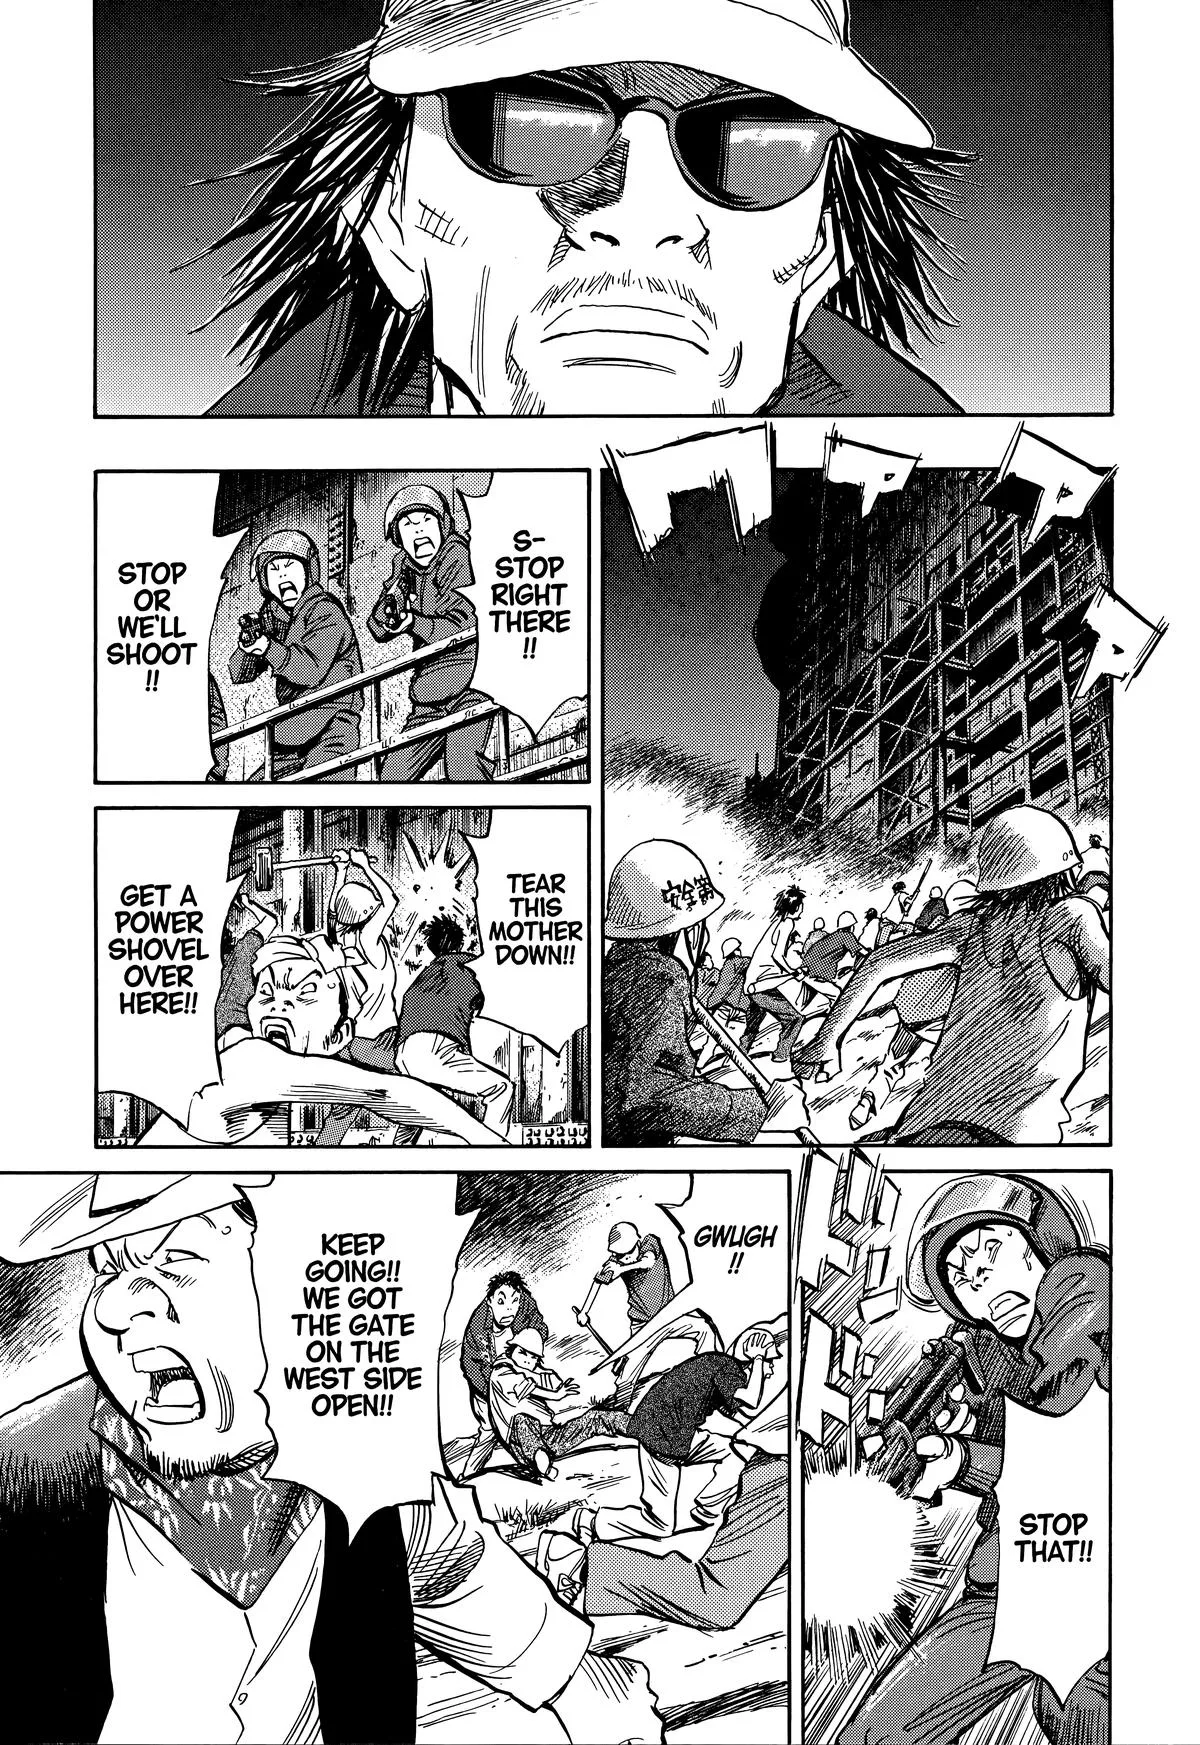 S-
STOP
RIGHT
THERE
!!
STOP
OR
WE'LL
SHOOT
!!
安全第
TEAR
THIS
MOTHER
DOWN!!
GET A
POWER
SHOVEL
OVER
HERE!!
STOP
THAT!!
GWUGH
!!
KEEP
GOING!!
WE GOT
THE GATE
ON THE
WEST SIDE
OPEN!!